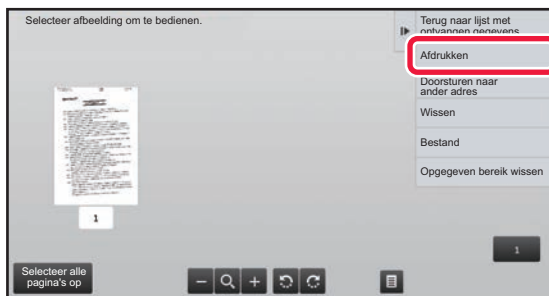 Selecteer afbeelding om te bedienen.
Terug naar lijst met
ontvangen gegevens
Afdrukken
Doorsturen naar
ander adres
Wissen
Bestand
Opgegeven bereik wissen
1
1
Selecteer alle
pagina's op